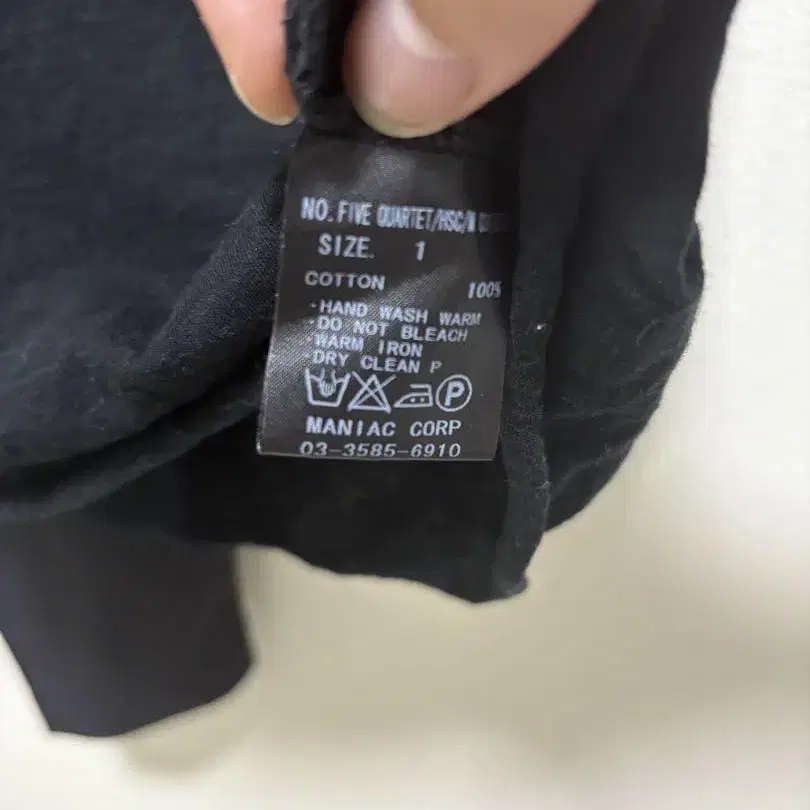 NO. FIVE QUARTET/HSC/N
SIZE. 1
COTTON 100%
·HAND WASH WARM
·DO NOT BLEACH
·WARM IRON
·DRY CLEAN P
P
MANIAC CORP
03-3585-6910